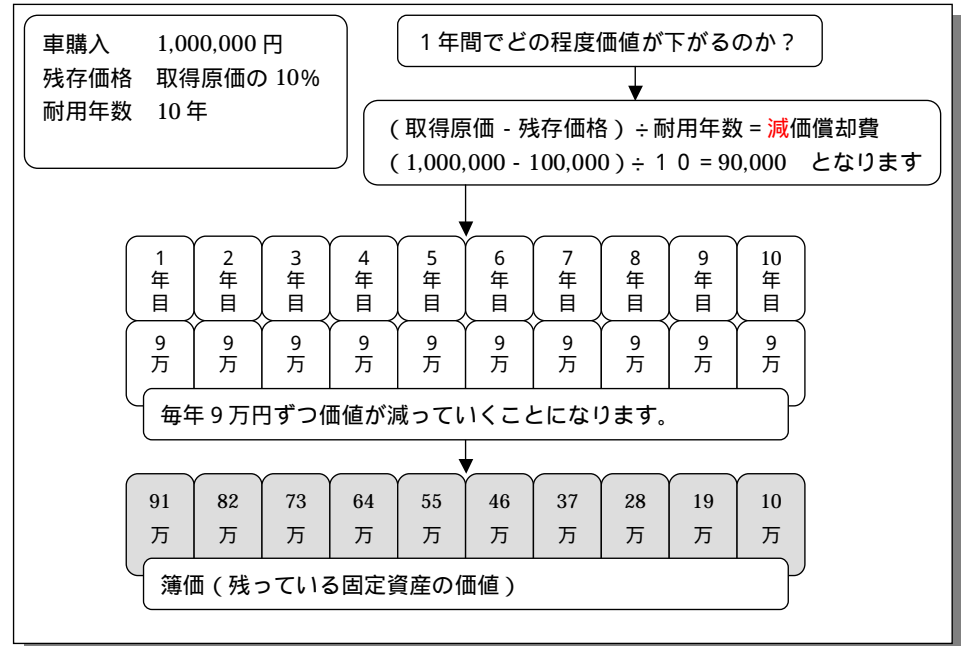 車購入　　1,000,000 円
残存価格　取得原価の 10%
耐用年数　10 年
１年間でどの程度価値が下がるのか？
（取得原価 - 残存価格）÷耐用年数 = 減価償却費
（1,000,000 - 100,000）÷１０ = 90,000　となります
1年目 2年目 3年目 4年目 5年目 6年目 7年目 8年目 9年目 10年目
9万 9万 9万 9万 9万 9万 9万 9万 9万 9万
毎年９万円ずつ価値が減っていくことになります。
91万 82万 73万 64万 55万 46万 37万 28万 19万 10万
簿価（残っている固定資産の価値）